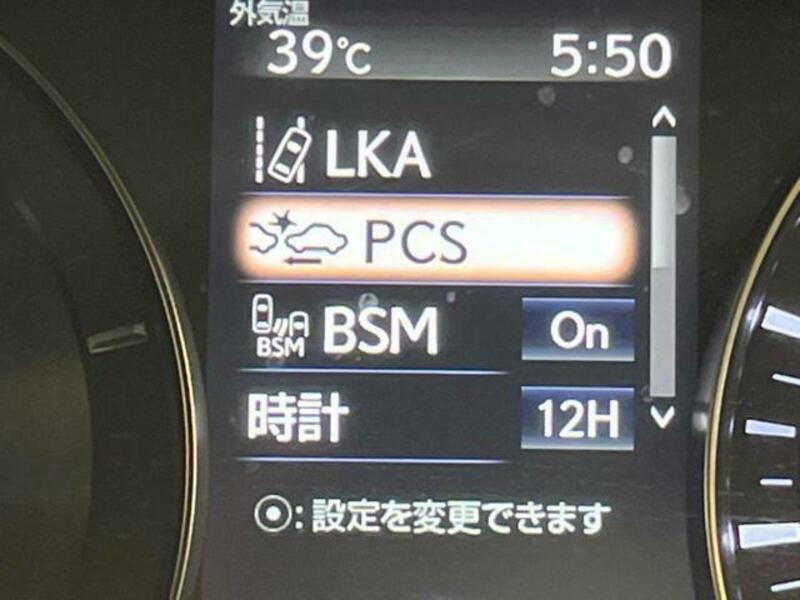 外気温
39℃ 5:50
LKA
PCS
BSM BSM On
時計 12H
⦿: 設定を変更できます